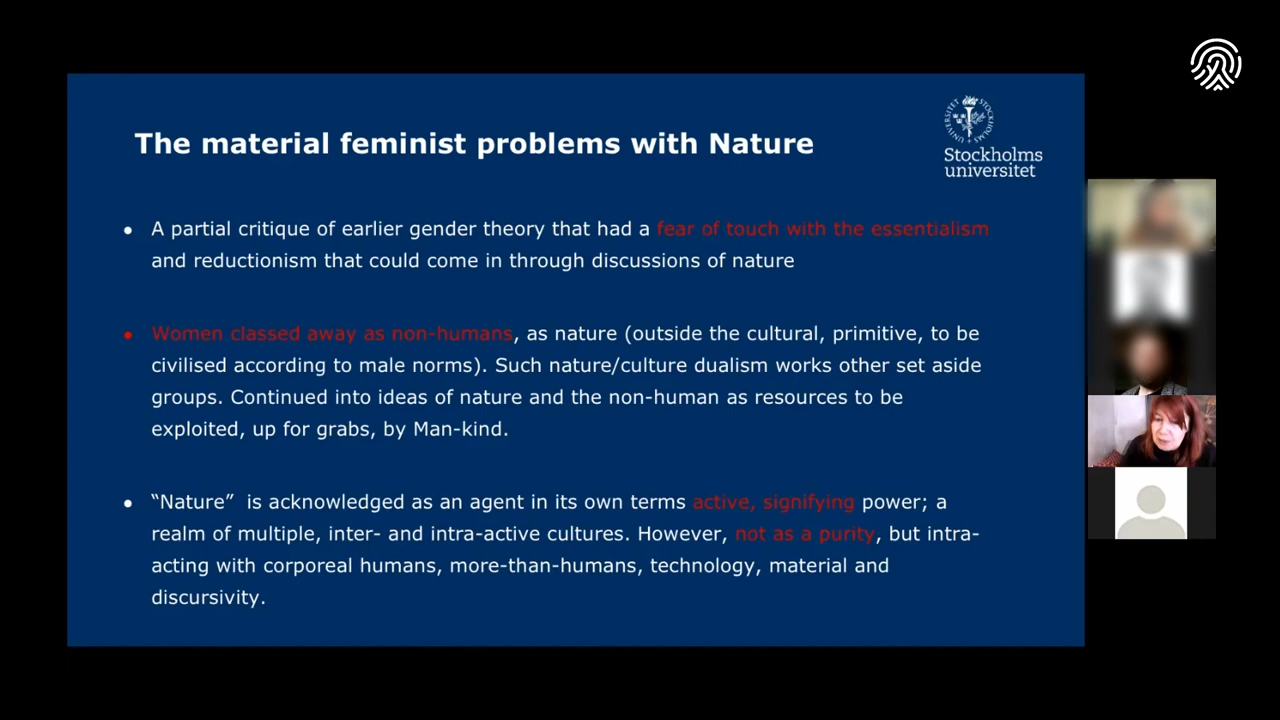 The material feminist problems with Nature
STOCKHOLMS UNIVERSITET
Stockholms
universitet
• A partial critique of earlier gender theory that had a fear of touch with the essentialism
and reductionism that could come in through discussions of nature
• Women classed away as non-humans, as nature (outside the cultural, primitive, to be
civilised according to male norms). Such nature/culture dualism works other set aside
groups. Continued into ideas of nature and the non-human as resources to be
exploited, up for grabs, by Man-kind.
• “Nature”  is acknowledged as an agent in its own terms active, signifying power; a
realm of multiple, inter- and intra-active cultures. However, not as a purity, but intra-
acting with corporeal humans, more-than-humans, technology, material and
discursivity.